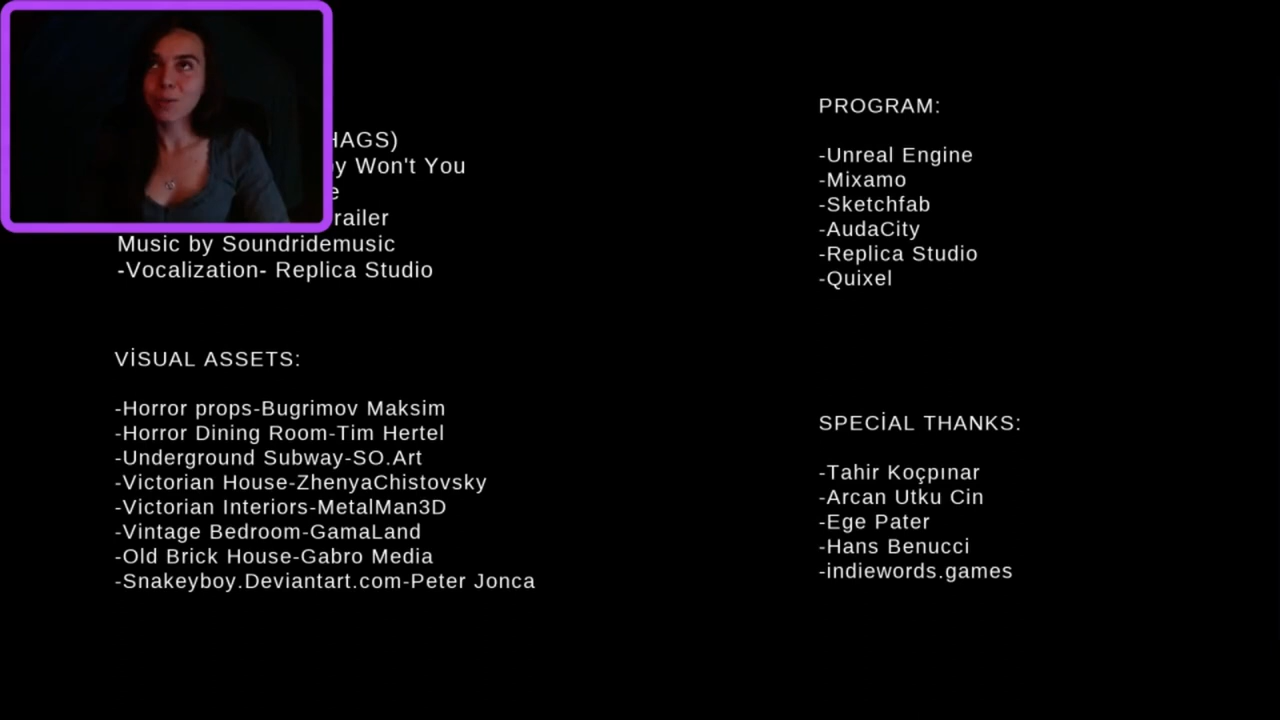 HAGS)
y Won't You
e
railer
Music by Soundridemusic
-Vocalization- Replica Studio
VİSUAL ASSETS:
-Horror props-Bugrimov Maksim
-Horror Dining Room-Tim Hertel
-Underground Subway-SO.Art
-Victorian House-ZhenyaChistovsky
-Victorian Interiors-MetalMan3D
-Vintage Bedroom-GamaLand
-Old Brick House-Gabro Media
-Snakeyboy.Deviantart.com-Peter Jonca
PROGRAM:
-Unreal Engine
-Mixamo
-Sketchfab
-AudaCity
-Replica Studio
-Quixel
SPECİAL THANKS:
-Tahir Koçpınar
-Arcan Utku Cin
-Ege Pater
-Hans Benucci
-indiewords.games